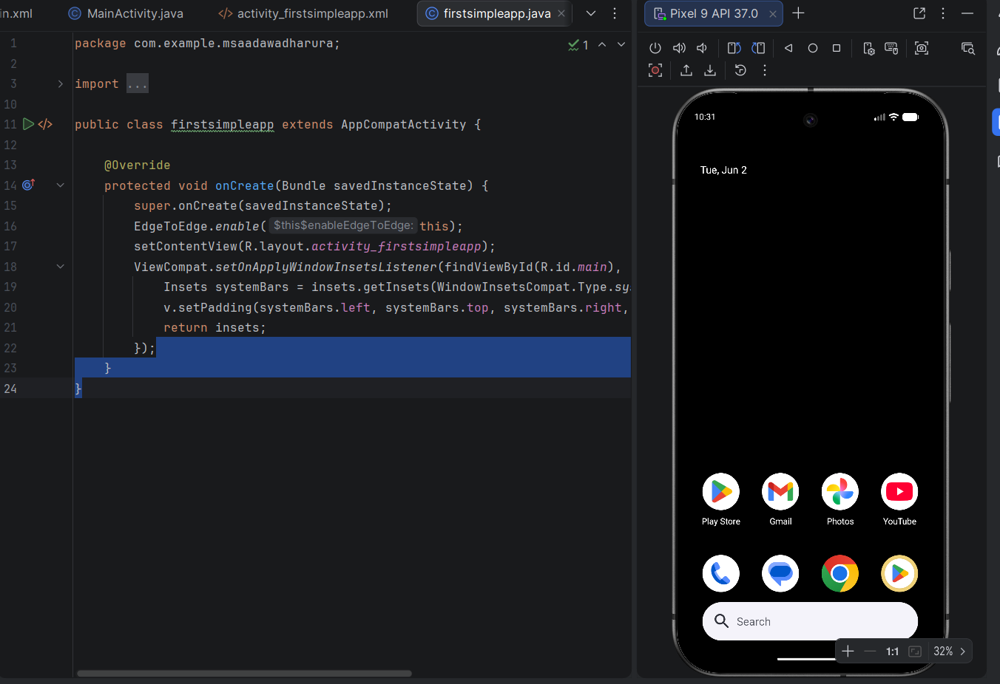 in.xml
MainActivity.java
activity_firstsimpleapp.xml
firstsimpleapp.java
Pixel 9 API 37.0
1 package com.example.msaadawadharura;
1
2
3 import ...
10
11 public class firstsimpleapp extends AppCompatActivity {
12
13 @Override
14 protected void onCreate(Bundle savedInstanceState) {
15 super.onCreate(savedInstanceState);
16 EdgeToEdge.enable( $this$enableEdgeToEdge: this);
17 setContentView(R.layout.activity_firstsimpleapp);
18 ViewCompat.setOnApplyWindowInsetsListener(findViewById(R.id.main),
19 Insets systemBars = insets.getInsets(WindowInsetsCompat.Type.sys
20 v.setPadding(systemBars.left, systemBars.top, systemBars.right,
21 return insets;
22 });
23 }
24 }
10:31
Tue, Jun 2
Play Store
Gmail
Photos
YouTube
Search
1:1
32%